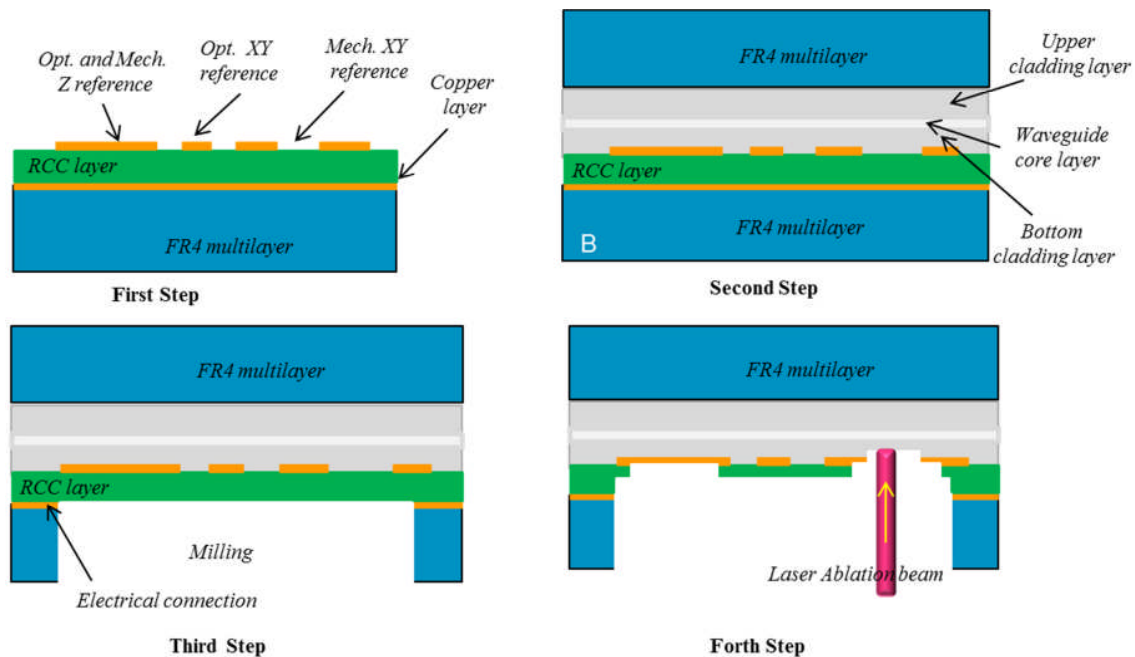 Opt. and Mech.
Z reference
Opt. XY
reference
Mech. XY
reference
Copper
layer
RCC layer
FR4 multilayer
First Step
FR4 multilayer
Upper
cladding layer
Waveguide
core layer
RCC layer
FR4 multilayer
B
Bottom
cladding layer
Second Step
FR4 multilayer
RCC layer
Milling
Electrical connection
Third Step
FR4 multilayer
Laser Ablation beam
Forth Step